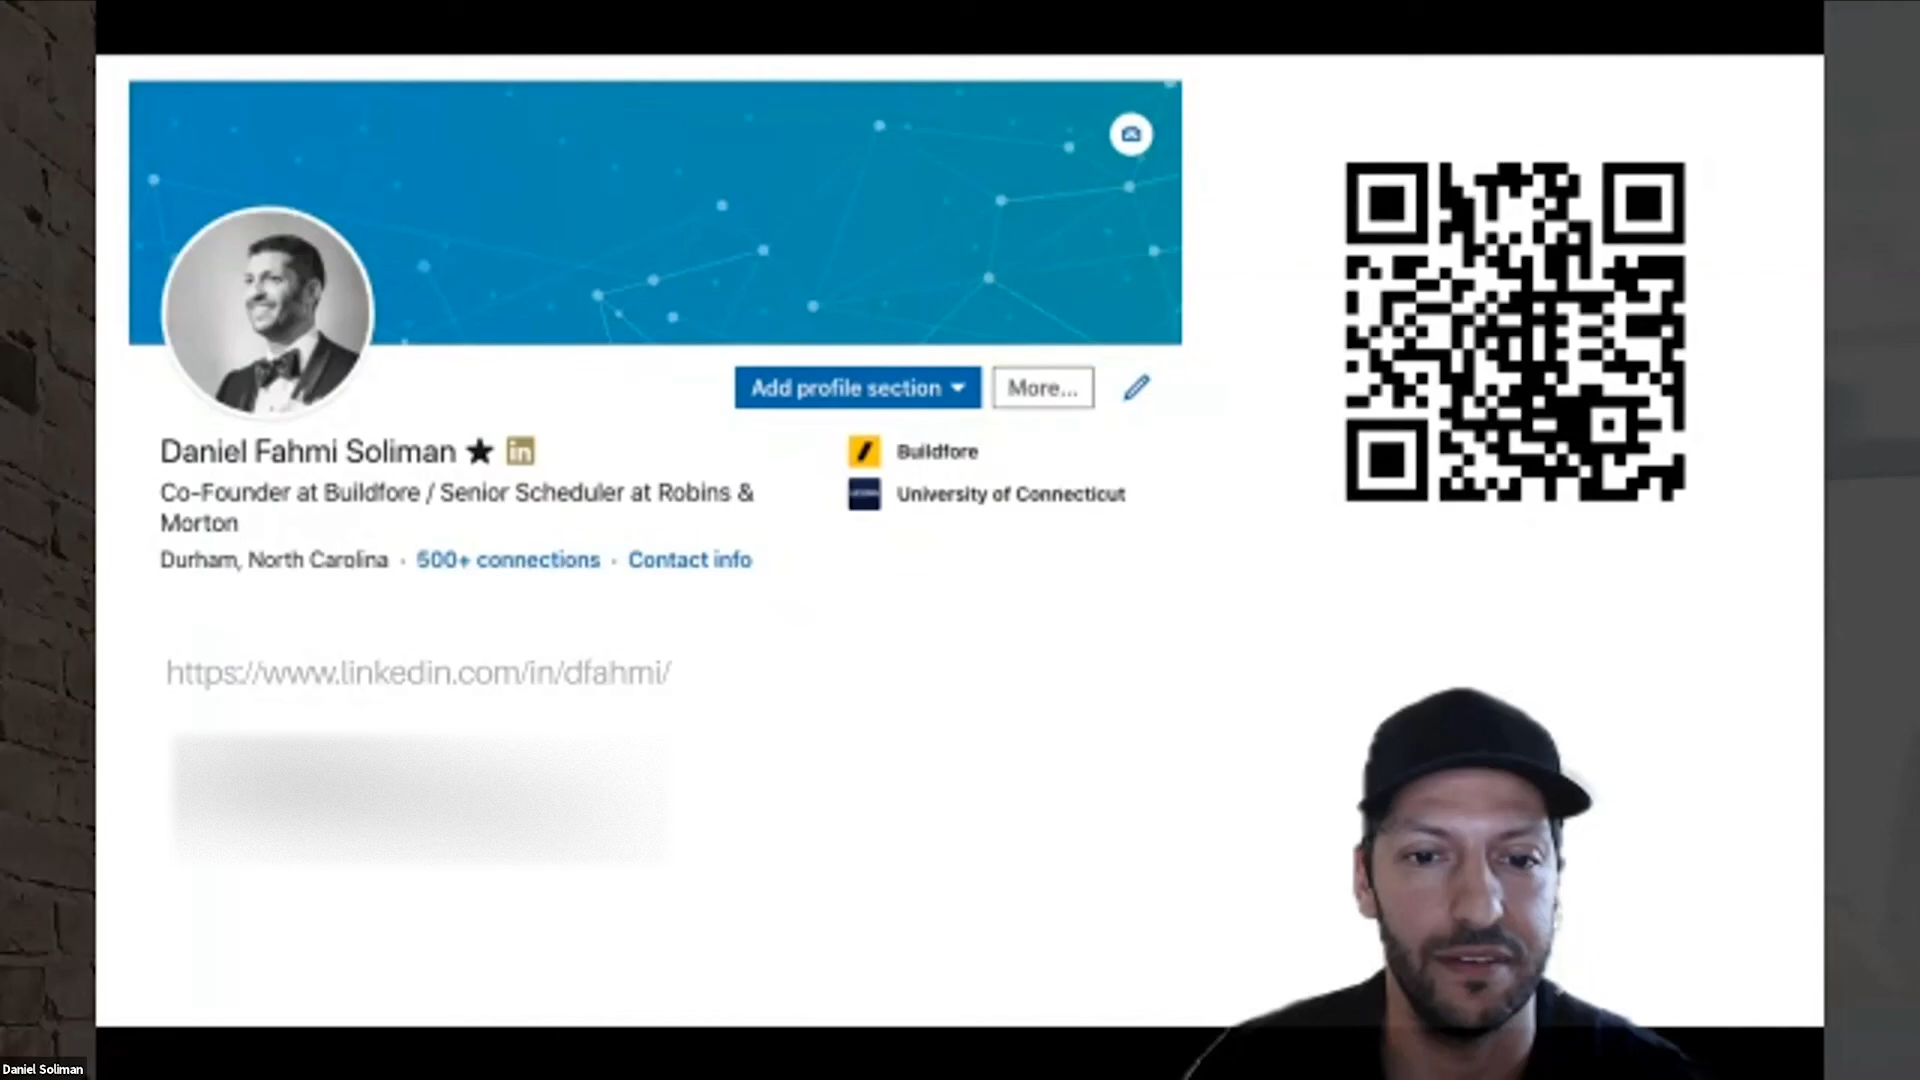 Add profile section
More...
Daniel Fahmi Soliman ★ in
Co-Founder at Buildfore / Senior Scheduler at Robins &
Morton
Durham, North Carolina · 500+ connections · Contact info
Buildfore
University of Connecticut
https://www.linkedin.com/in/dfahmi/
Daniel Soliman